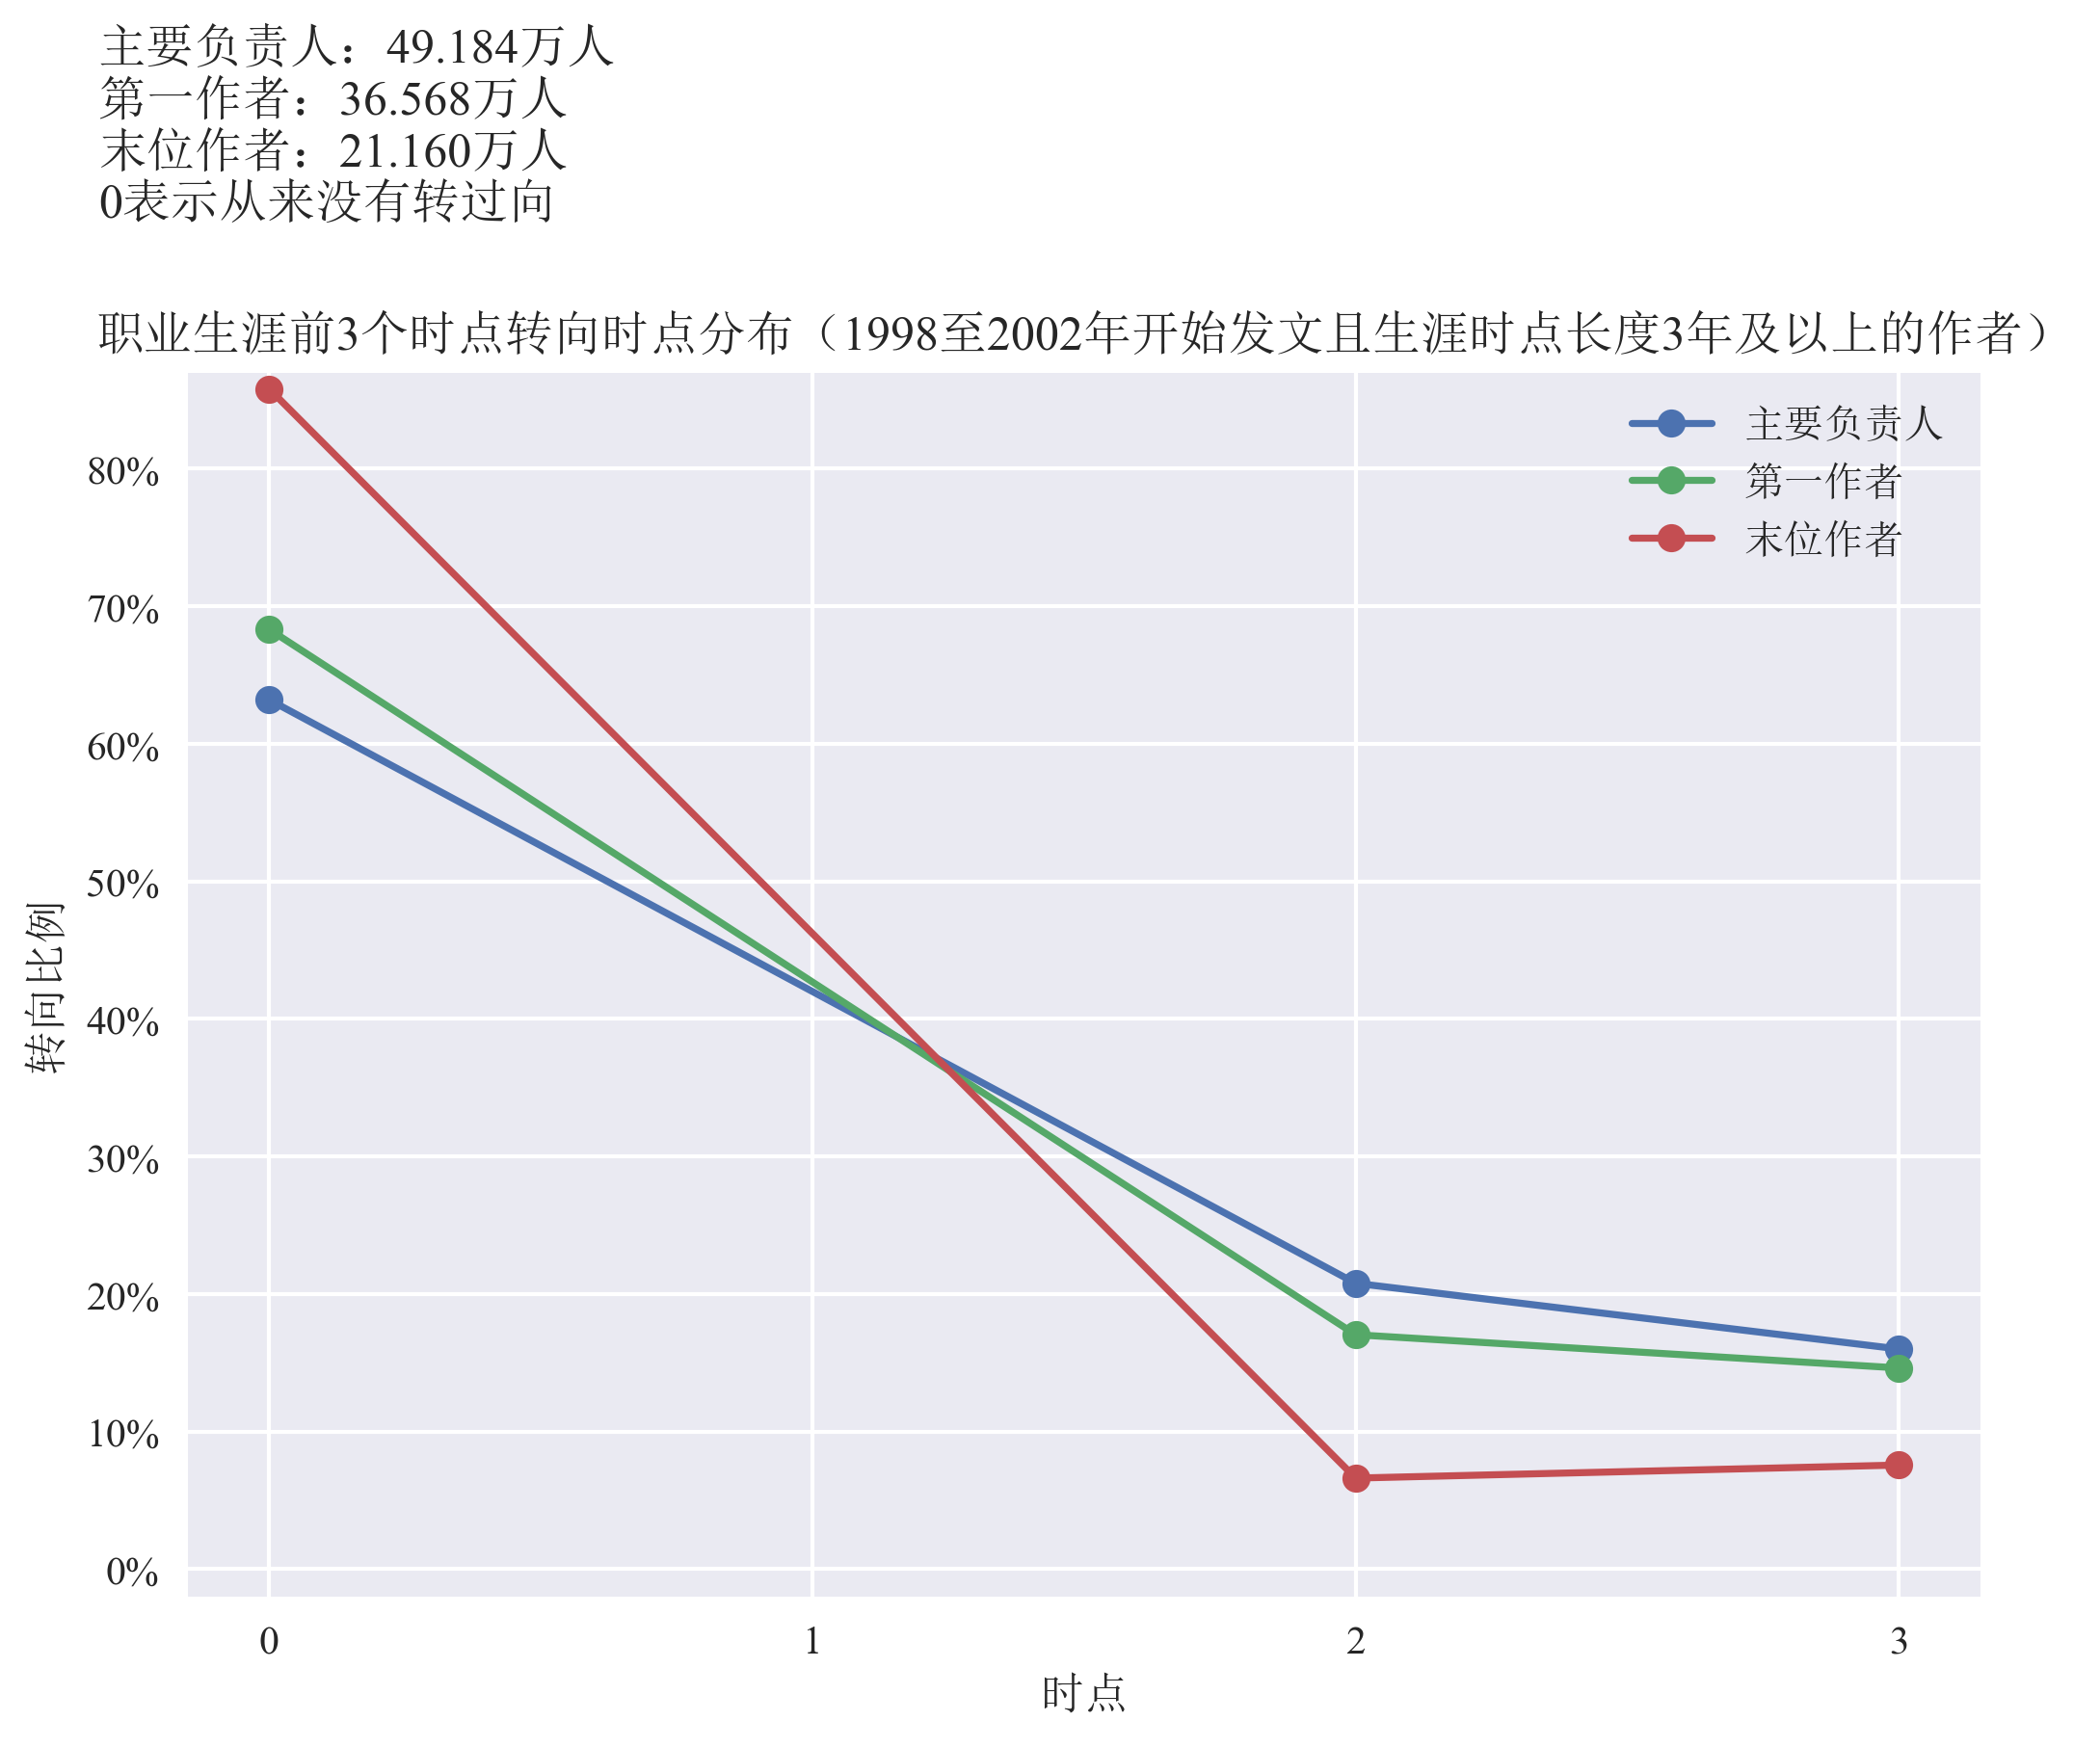 主要负责人：49.184万人
第一作者：36.568万人
末位作者：21.160万人
0表示从来没有转过向
职业生涯前3个时点转向时点分布（1998至2002年开始发文且生涯时点长度3年及以上的作者）
主要负责人
第一作者
末位作者
转向比例
80%
70%
60%
50%
40%
30%
20%
10%
0%
0 1 2 3
时点